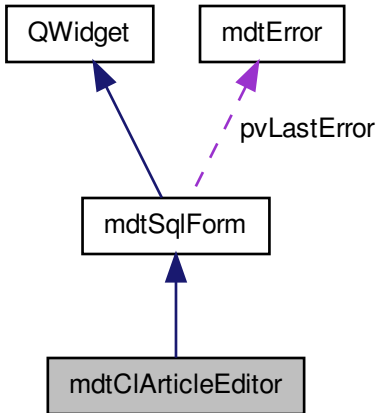 QWidget
mdtError
pvLastError
mdtSqlForm
mdtClArticleEditor